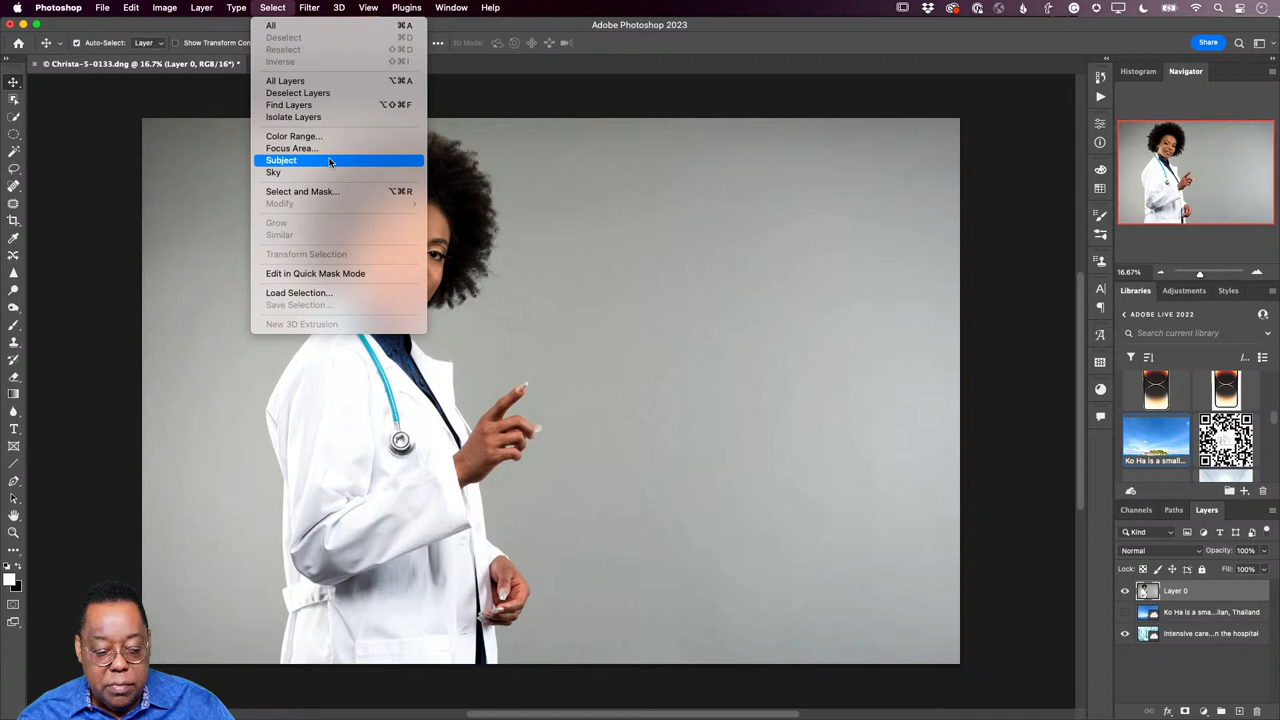 Photoshop File Edit Image Layer Type Select Filter 3D View Plugins Window Help
Adobe Photoshop 2023
Auto-Select: Layer Show Transform Con
3D Mode:
Share
© Christa-5-0133.dng @ 16.7% (Layer 0, RGB/16*) *
All ⌘A
Deselect ⌘D
Reselect ⇧⌘D
Inverse ⇧⌘I
All Layers ⌥⌘A
Deselect Layers
Find Layers ⌥⇧⌘F
Isolate Layers
Color Range...
Focus Area...
Subject
Sky
Select and Mask... ⌥⌘R
Modify
Grow
Similar
Transform Selection
Edit in Quick Mask Mode
Load Selection...
Save Selection...
New 3D Extrusion
Histogram Navigator
16.67%
Libraries Adjustments Styles
ADOBE LIVE 2022
Search current library
Ko Ha is a small...
Channels Paths Layers
Kind
Normal Opacity: 100%
Lock: Fill: 100%
Layer 0
Ko Ha is a sma...ilan, Thailand
Intensive care...n the hospital